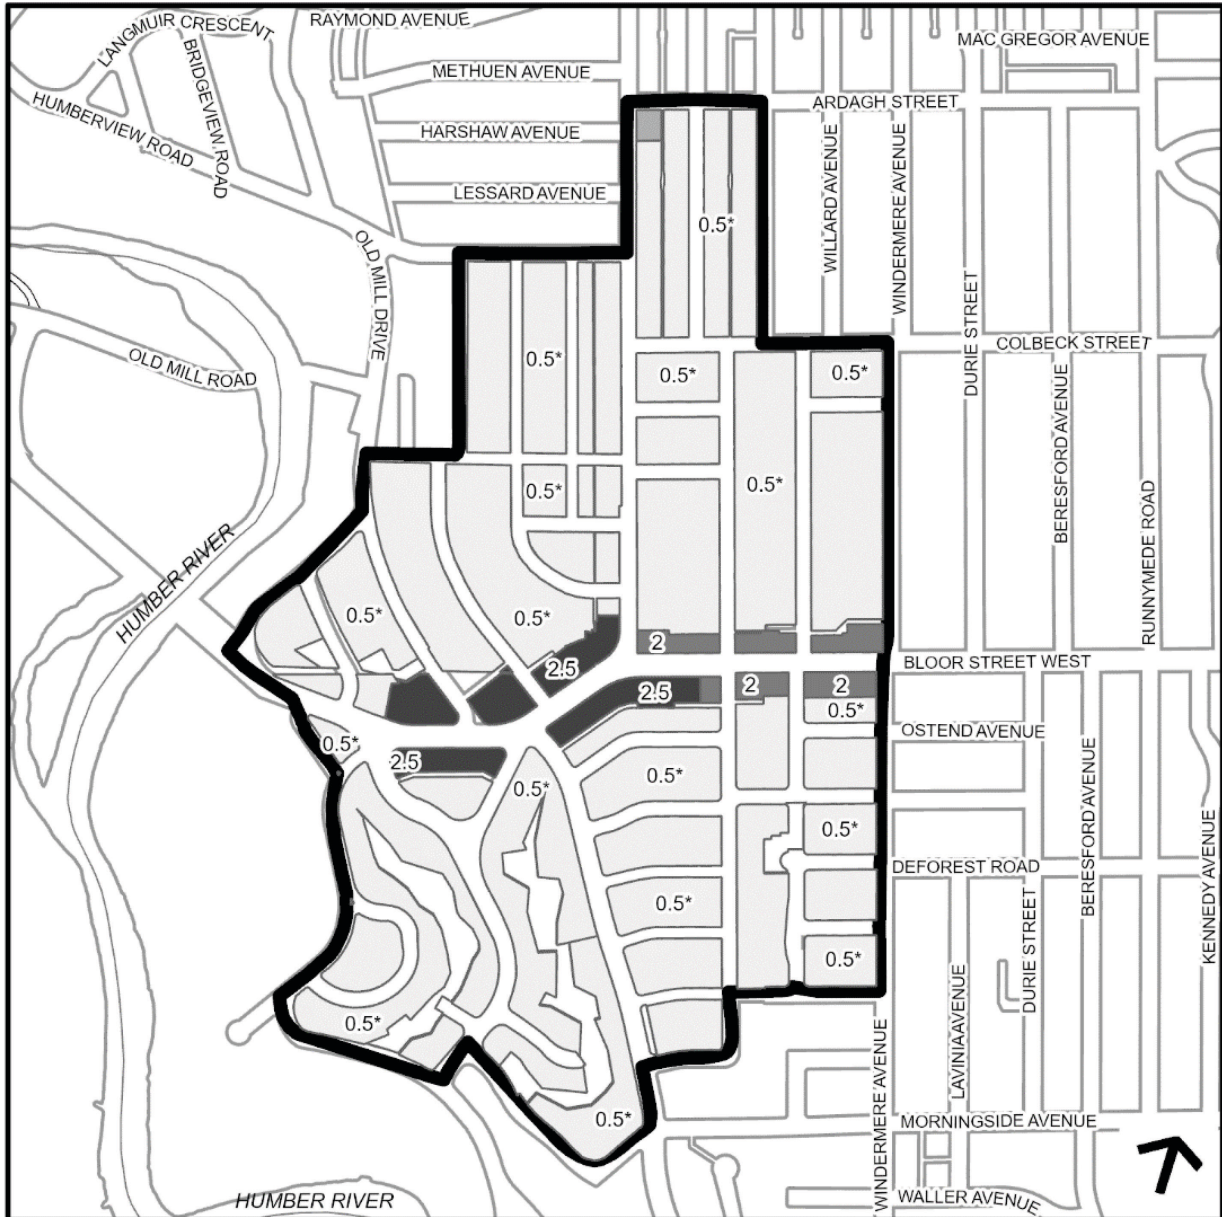 RAYMOND AVENUE
LANGMUIR CRESCENT
MAC GREGOR AVENUE
BRIDGEVIEW ROAD
METHUEN AVENUE
HUMBERVIEW ROAD
ARDAGH STREET
HARSHAW AVENUE
LESSARD AVENUE
WILLARD AVENUE
WINDERMERE AVENUE
0.5*
OLD MILL DRIVE
DURIE STREET
COLBECK STREET
OLD MILL ROAD
0.5*
0.5*
0.5*
BERESFORD AVENUE
0.5*
0.5*
RUNNYMEDE ROAD
HUMBER RIVER
0.5*
0.5*
2
BLOOR STREET WEST
2.5
2.5
2
2
0.5*
OSTEND AVENUE
0.5*
2.5
0.5*
0.5*
BERESFORD AVENUE
0.5*
KENNEDY AVENUE
DEFOREST ROAD
0.5*
DURIE STREET
0.5*
LAVINIA AVENUE
0.5*
WINDERMERE AVENUE
0.5*
MORNINGSIDE AVENUE
HUMBER RIVER
WALLER AVENUE